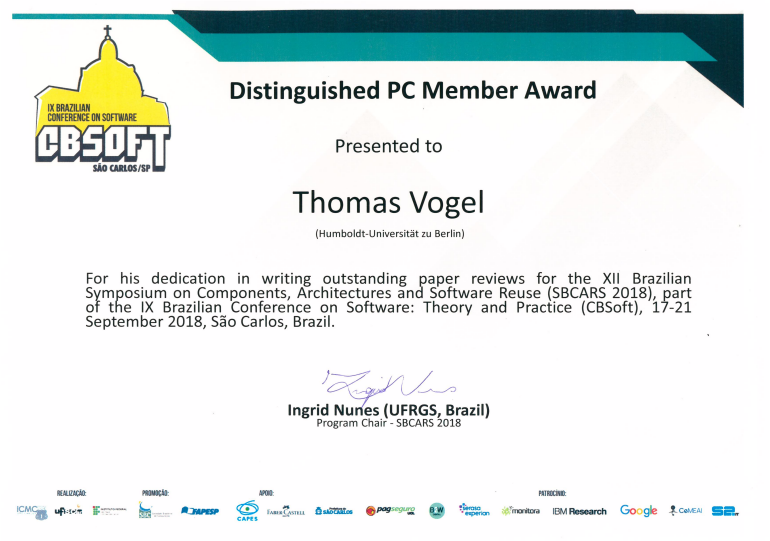 IX BRAZILIAN
CONFERENCE ON SOFTWARE
CBSOFT
SÃO CARLOS/SP
Distinguished PC Member Award
Presented to
Thomas Vogel
(Humboldt-Universität zu Berlin)
For his dedication in writing outstanding paper reviews for the XII Brazilian
Symposium on Components, Architectures and Software Reuse (SBCARS 2018), part
of the IX Brazilian Conference on Software: Theory and Practice (CBSoft), 17-21
September 2018, São Carlos, Brazil.
Ingrid Nunes (UFRGS, Brazil)
Program Chair - SBCARS 2018
REALIZAÇÃO: PROMOÇÃO: APOIO: PATROCÍNIO:
ICMC INSTITUTO FEDERAL FAPESP CAPES FABER-CASTELL SÃO CARLOS pagseguro UOL serasa experian monitora IBM Research Google CeMEAI